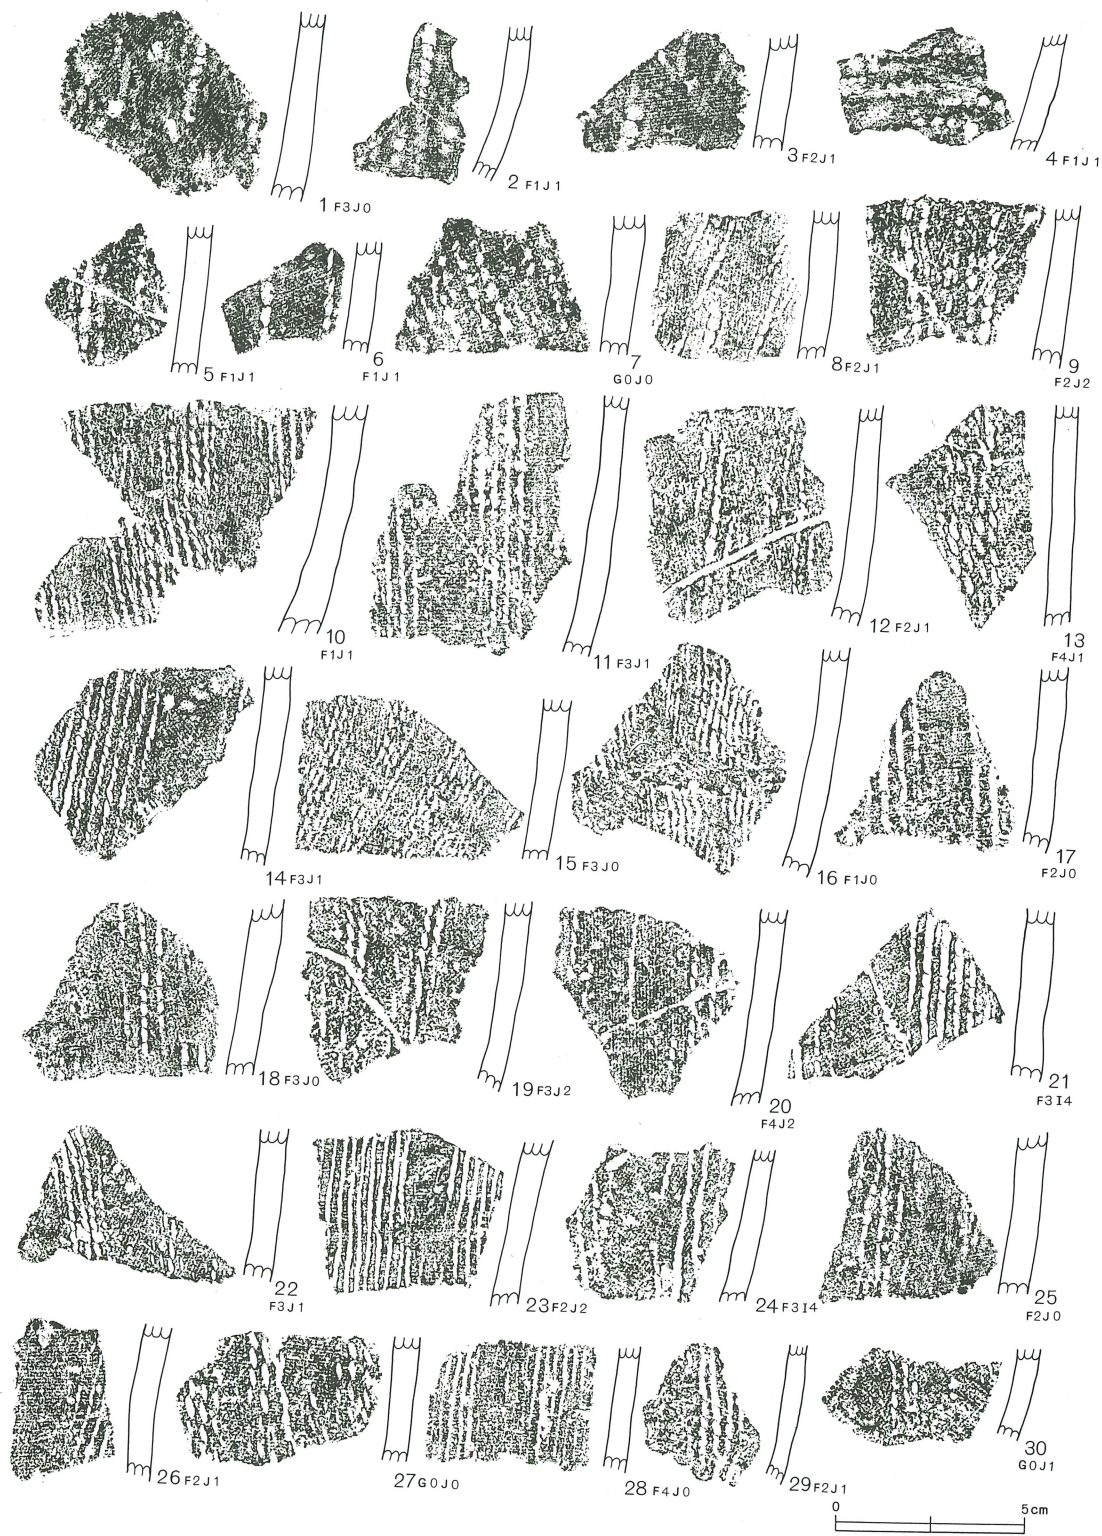 1 F3J0
2 F1J1
3 F2J1
4 F1J1
5 F1J1
6
F1J1
7
G0J0
8 F2J1
9
F2J2
10
F1J1
11 F3J1
12 F2J1
13
F4J1
14 F3J1
15 F3J0
16 F1J0
17
F2J0
18 F3J0
19 F3J2
20
F4J2
21
F3I4
22
F3J1
23 F2J2
24 F3I4
25
F2J0
26 F2J1
27 G0J0
28 F4J0
29 F2J1
30
G0J1
0 5cm